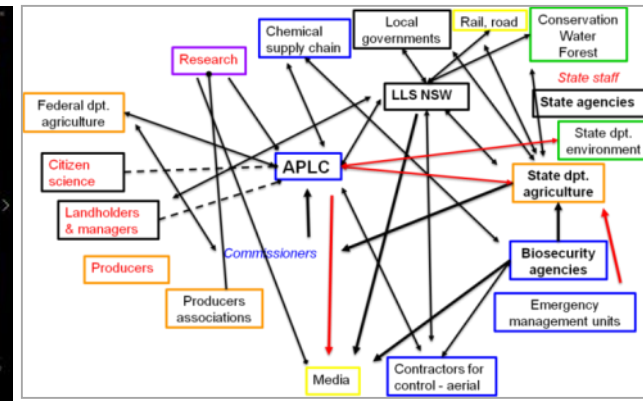 Local
governments
Rail, road
Conservation
Water
Forest
Chemical
supply chain
Research
State staff
LLS NSW
State agencies
Federal dpt.
agriculture
State dpt.
environment
Citizen
science
APLC
State dpt.
agriculture
Landholders
& managers
Commissioners
Biosecurity
agencies
Producers
Producers
associations
Emergency
management units
Media
Contractors for
control - aerial